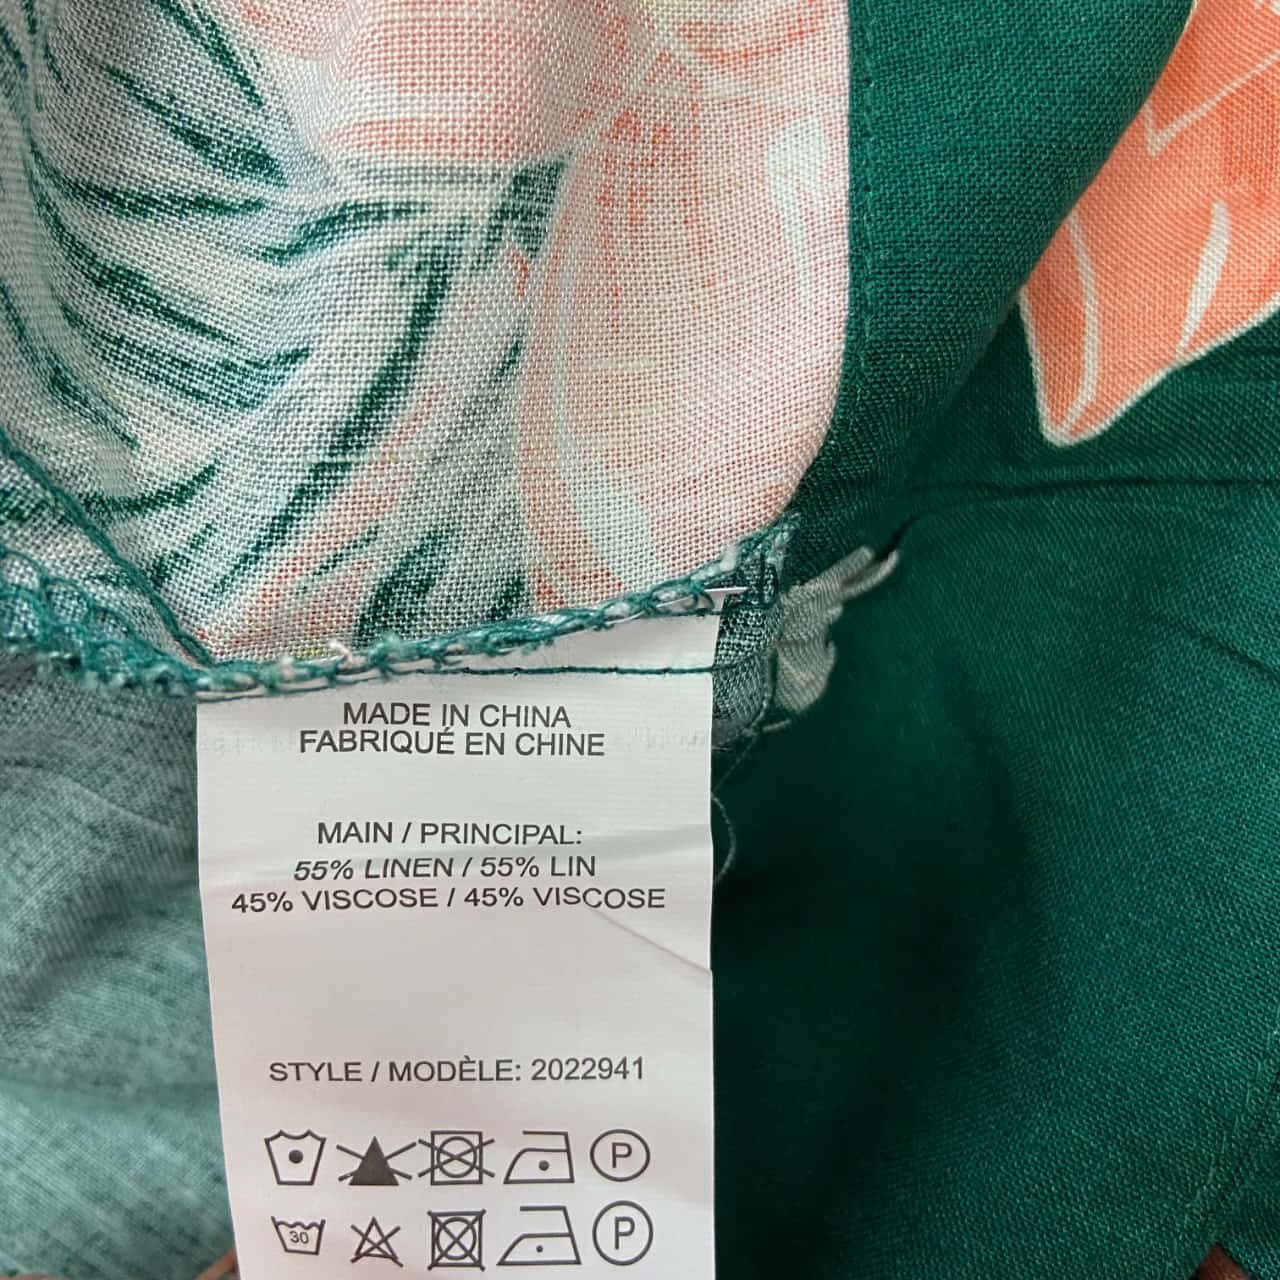 MADE IN CHINA
FABRIQUÉ EN CHINE
MAIN / PRINCIPAL:
55% LINEN / 55% LIN
45% VISCOSE / 45% VISCOSE
STYLE / MODÈLE: 2022941
P
30 P